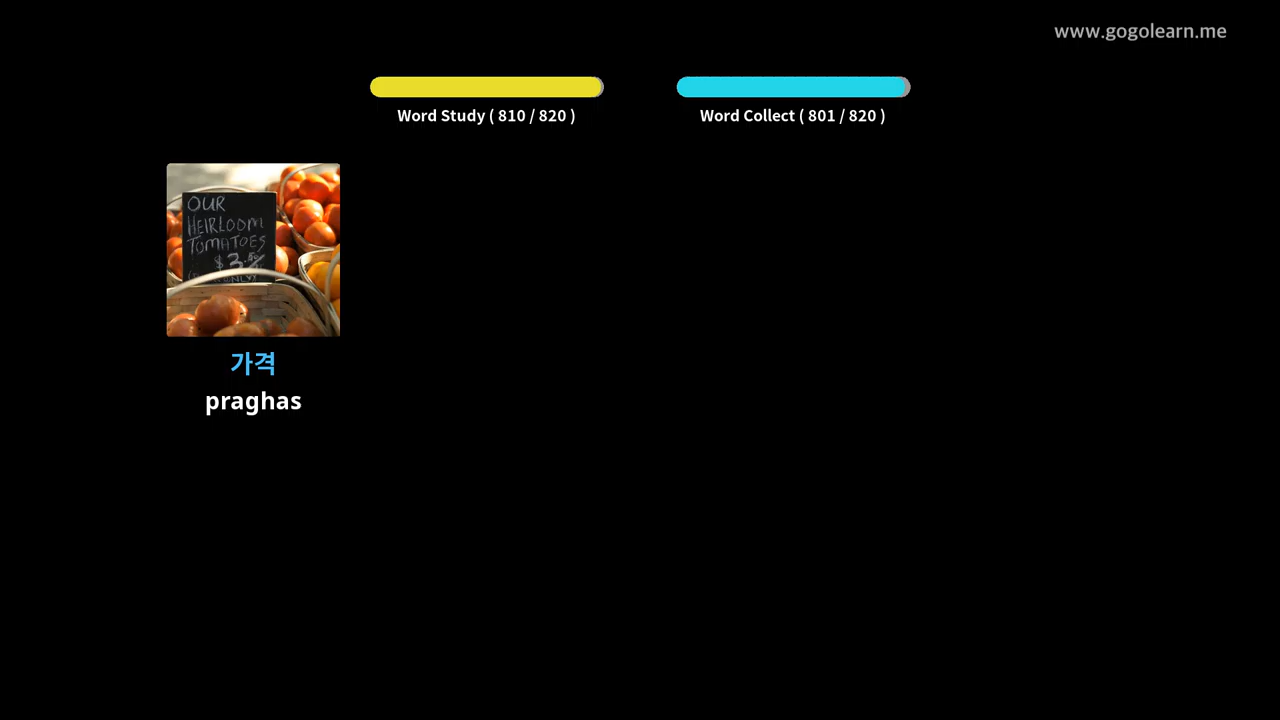 www.gogolearn.me
Word Study ( 810 / 820 )
Word Collect ( 801 / 820 )
OUR
HEIRLOOM
TOMATOES
가격
praghas